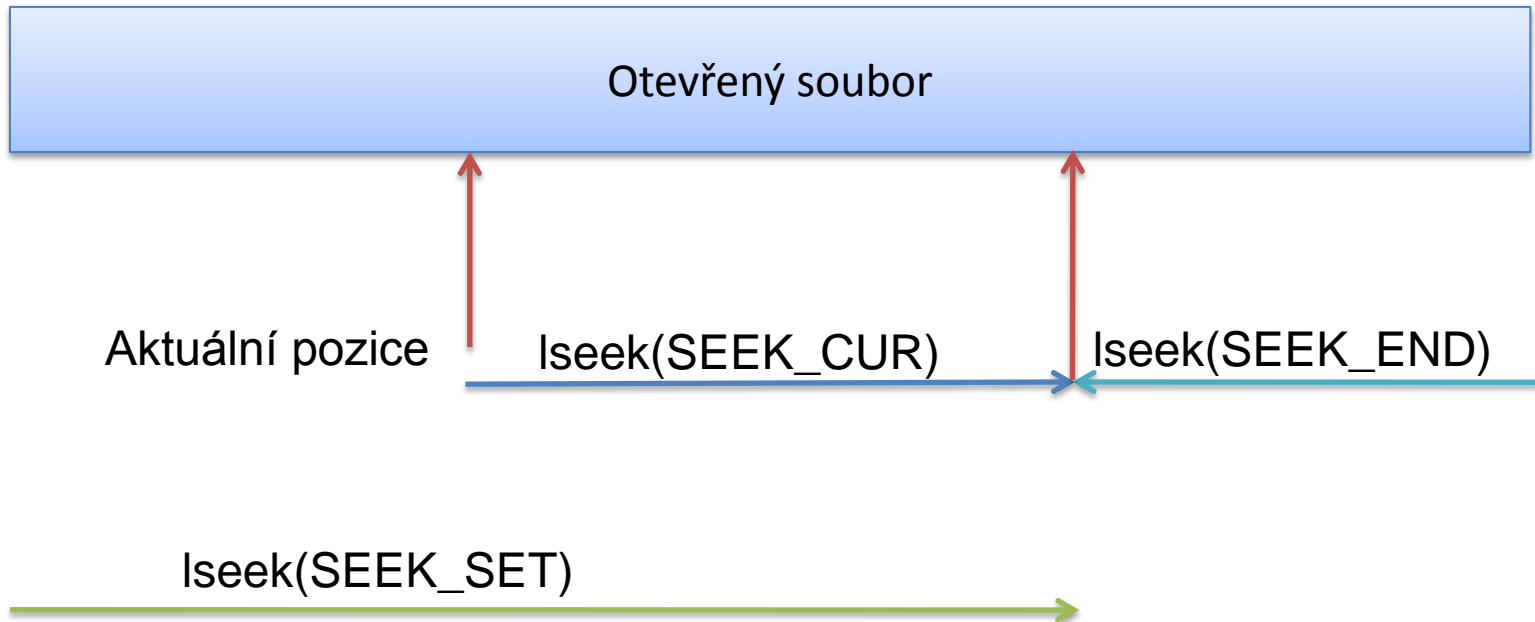 Otevřený soubor
Aktuální pozice
lseek(SEEK_CUR)
lseek(SEEK_END)
lseek(SEEK_SET)